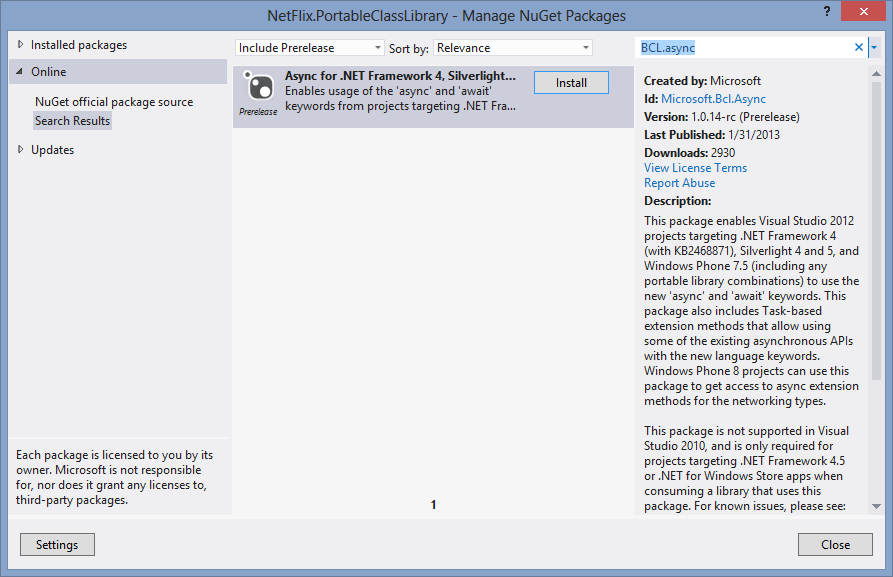 NetFlix.PortableClassLibrary - Manage NuGet Packages
?
Installed packages
Online
NuGet official package source
Search Results
Updates
Each package is licensed to you by its
owner. Microsoft is not responsible
for, nor does it grant any licenses to,
third-party packages.
Settings
Include Prerelease
Sort by:
Relevance
Prerelease
Async for .NET Framework 4, Silverlight...
Enables usage of the 'async' and 'await'
keywords from projects targeting .NET Fra...
Install
1
BCL.async
Created by: Microsoft
Id: Microsoft.Bcl.Async
Version: 1.0.14-rc (Prerelease)
Last Published: 1/31/2013
Downloads: 2930
View License Terms
Report Abuse
Description:
This package enables Visual Studio 2012
projects targeting .NET Framework 4
(with KB2468871), Silverlight 4 and 5, and
Windows Phone 7.5 (including any
portable library combinations) to use the
new 'async' and 'await' keywords. This
package also includes Task-based
extension methods that allow using
some of the existing asynchronous APIs
with the new language keywords.
Windows Phone 8 projects can use this
package to get access to async extension
methods for the networking types.
This package is not supported in Visual
Studio 2010, and is only required for
projects targeting .NET Framework 4.5
or .NET for Windows Store apps when
consuming a library that uses this
package. For known issues, please see:
Close